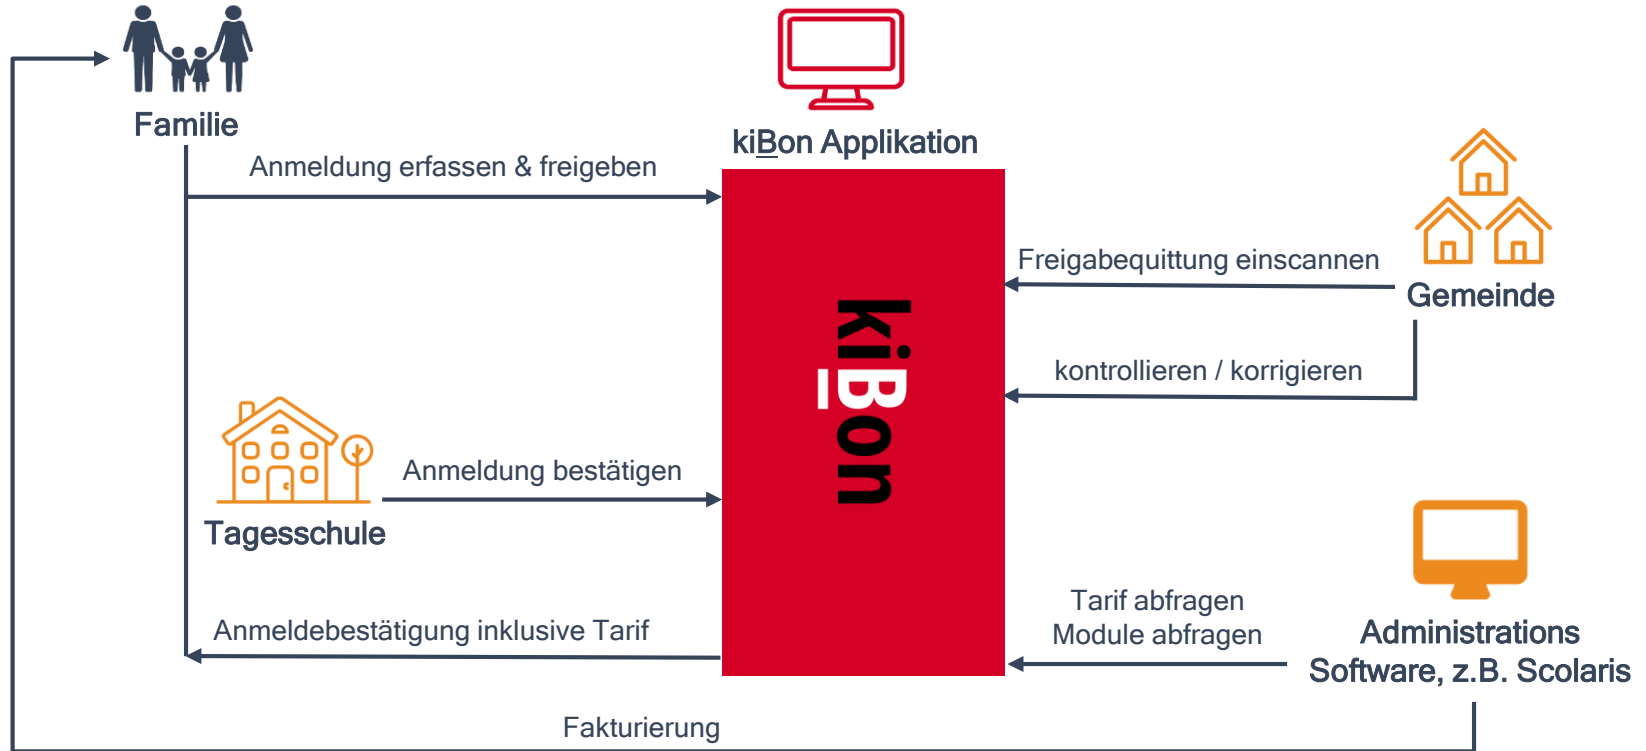 Familie
kiBon Applikation
Anmeldung erfassen & freigeben
Freigabequittung einscannen
Gemeinde
kiBon
kontrollieren / korrigieren
Anmeldung bestätigen
Tagesschule
Anmeldebestätigung inklusive Tarif
Tarif abfragen
Module abfragen
Administrations
Software, z.B. Scolaris
Fakturierung